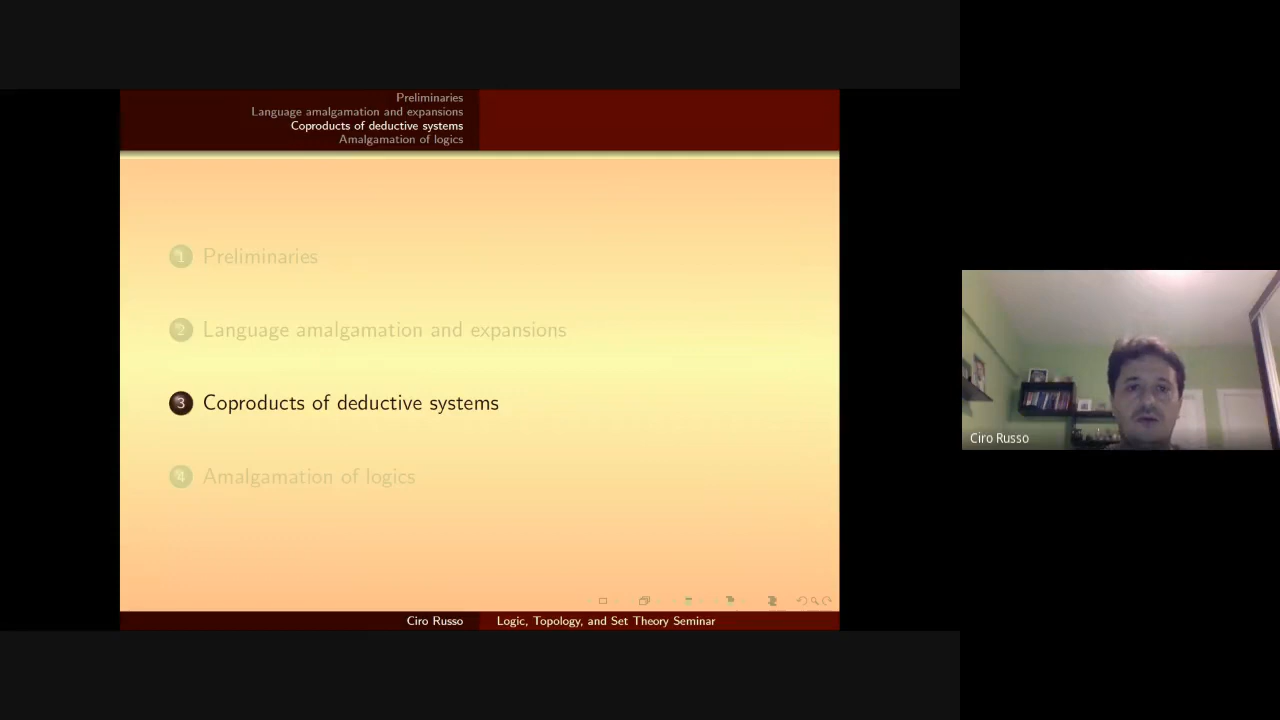 Preliminaries
Language amalgamation and expansions
Coproducts of deductive systems
Amalgamation of logics
1 Preliminaries
2 Language amalgamation and expansions
3 Coproducts of deductive systems
4 Amalgamation of logics
Ciro Russo
Logic, Topology, and Set Theory Seminar
Ciro Russo